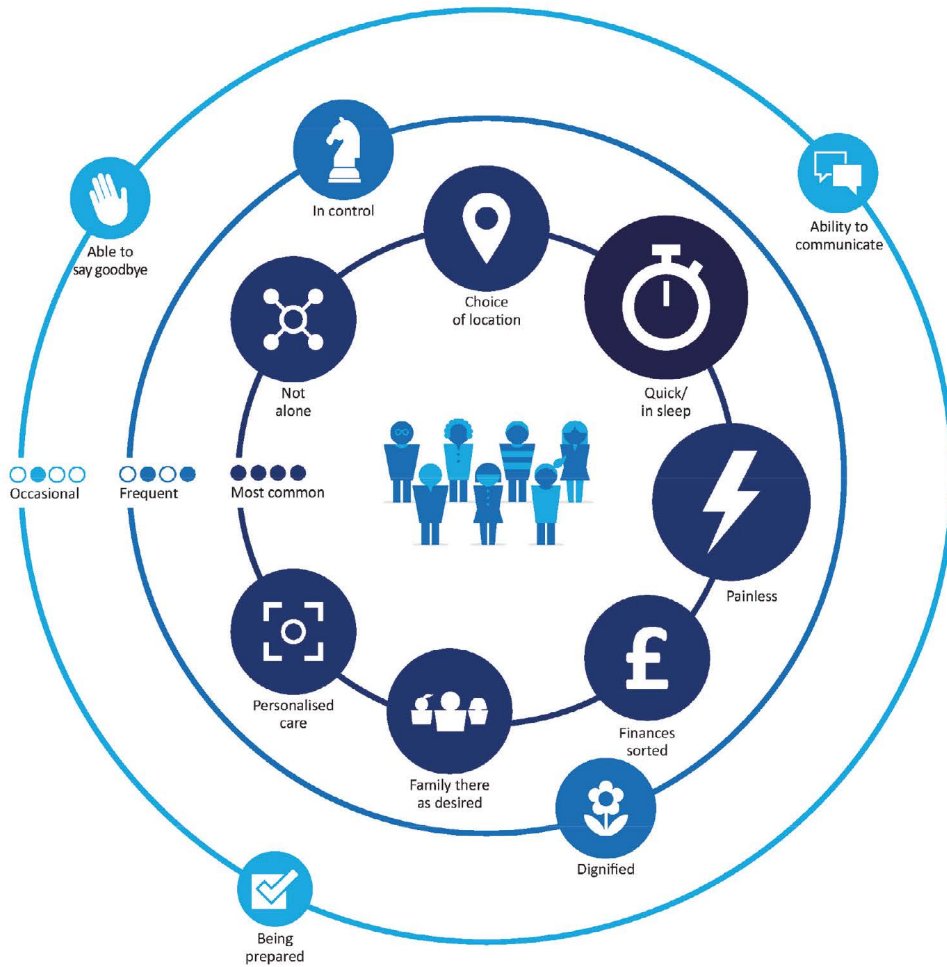 In control
Able to
say goodbye
Ability to
communicate
Choice
of location
Not
alone
Quick/
in sleep
Occasional
Frequent
Most common
Painless
£
Personalised
care
Finances
sorted
Family there
as desired
Dignified
Being
prepared